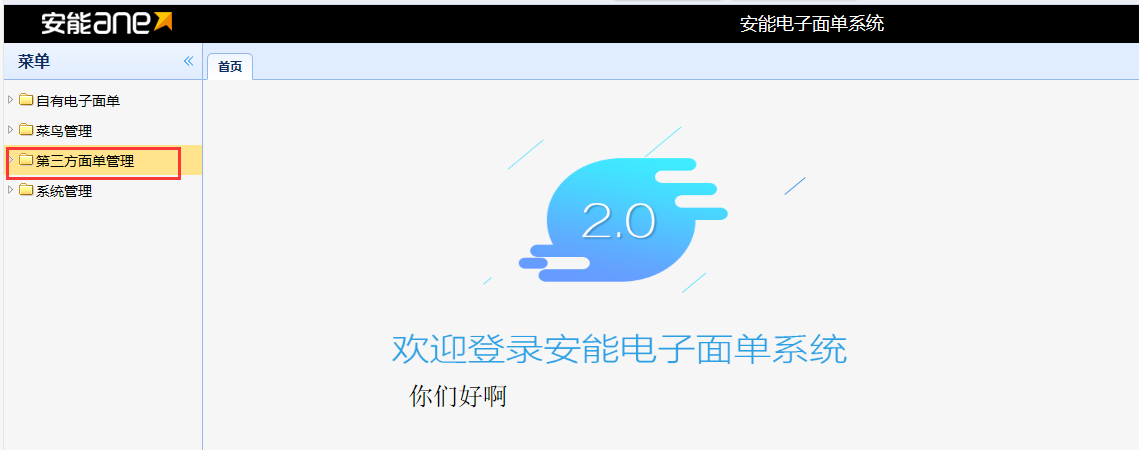 安能ane
安能电子面单系统
菜单
首页
自有电子面单
菜鸟管理
第三方面单管理
系统管理
2.0
欢迎登录安能电子面单系统
你们好啊